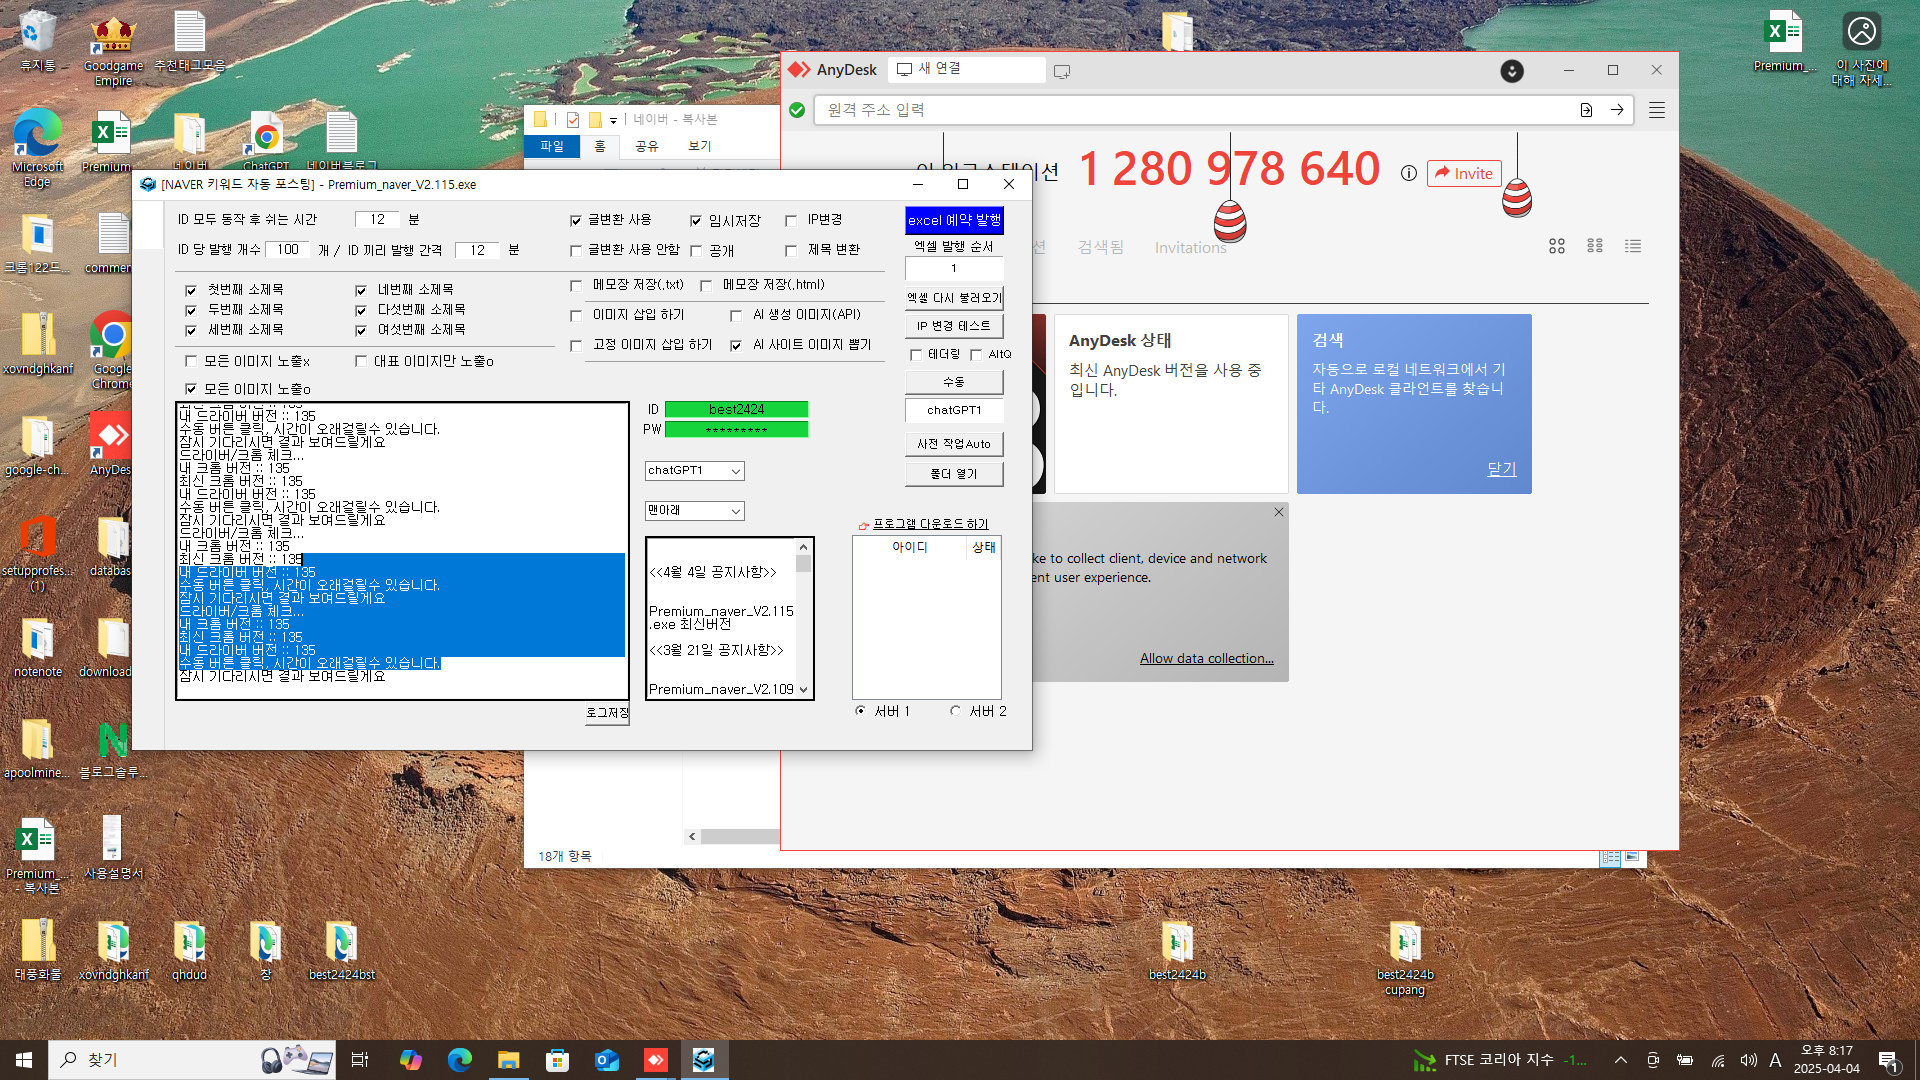 휴지통
Goodgame
Empire
추천태그모음
Premium_...
이 사진에
대해 자세...
Microsoft
Edge
Premium_
네이버
ChatGPT
네이버블로그
크롬122드...
commen
xovndghkanf
Google
Chrome
google-ch...
AnyDes
setupprofes...
(1)
databas
notenote
download
apoolmine...
블로그솔루...
Premium_...
- 복사본
사용설명서
태풍화물
xovndghkanf
qhdud
창
best2424bst
best2424b
best2424b
cupang
네이버 - 복사본
파일
홈
공유
보기
18개 항목
AnyDesk
새 연결
원격 주소 입력
1 280 978 640
Invite
검색됨
Invitations
AnyDesk 상태
최신 AnyDesk 버전을 사용 중
입니다.
검색
자동으로 로컬 네트워크에서 기
타 AnyDesk 클라언트를 찾습니
다.
닫기
ke to collect client, device and network
ent user experience.
Allow data collection...
[NAVER 키워드 자동 포스팅] - Premium_naver_V2.115.exe
ID 모두 동작 후 쉬는 시간
12
분
ID 당 발행 개수
100
개 /
ID 끼리 발행 간격
12
분
글변환 사용
임시저장
IP변경
글변환 사용 안함
공개
제목 변환
excel 예약 발행
엑셀 발행 순서
1
엑셀 다시 불러오기
IP 변경 테스트
테더링
AltQ
수동
chatGPT1
사전 작업Auto
폴더 열기
첫번째 소제목
네번째 소제목
두번째 소제목
다섯번째 소제목
세번째 소제목
여섯번째 소제목
모든 이미지 노출x
대표 이미지만 노출o
모든 이미지 노출o
메모장 저장(.txt)
메모장 저장(.html)
이미지 삽입 하기
AI 생성 이미지(API)
고정 이미지 삽입 하기
AI 사이트 이미지 뽑기
최신 크롬 버전 :: 135
내 드라이버 버전 :: 135
수동 버튼 클릭, 시간이 오래걸릴수 있습니다.
잠시 기다리시면 결과 보여드릴게요
드라이버/크롬 체크...
내 크롬 버전 :: 135
최신 크롬 버전 :: 135
내 드라이버 버전 :: 135
수동 버튼 클릭, 시간이 오래걸릴수 있습니다.
잠시 기다리시면 결과 보여드릴게요
드라이버/크롬 체크...
내 크롬 버전 :: 135
최신 크롬 버전 :: 135
내 드라이버 버전 :: 135
수동 버튼 클릭, 시간이 오래걸릴수 있습니다.
잠시 기다리시면 결과 보여드릴게요
드라이버/크롬 체크...
내 크롬 버전 :: 135
최신 크롬 버전 :: 135
내 드라이버 버전 :: 135
수동 버튼 클릭, 시간이 오래걸릴수 있습니다.
잠시 기다리시면 결과 보여드릴게요
로그저장
ID
best2424
PW
*********
chatGPT1
맨아래
<<4월 4일 공지사항>>
Premium_naver_V2.115
.exe 최신버전
<<3월 21일 공지사항>>
Premium_naver_V2.109
프로그램 다운로드 하기
아이디
상태
서버 1
서버 2
찾기
FTSE 코리아 지수
-1...
A
오후 8:17
2025-04-04
1